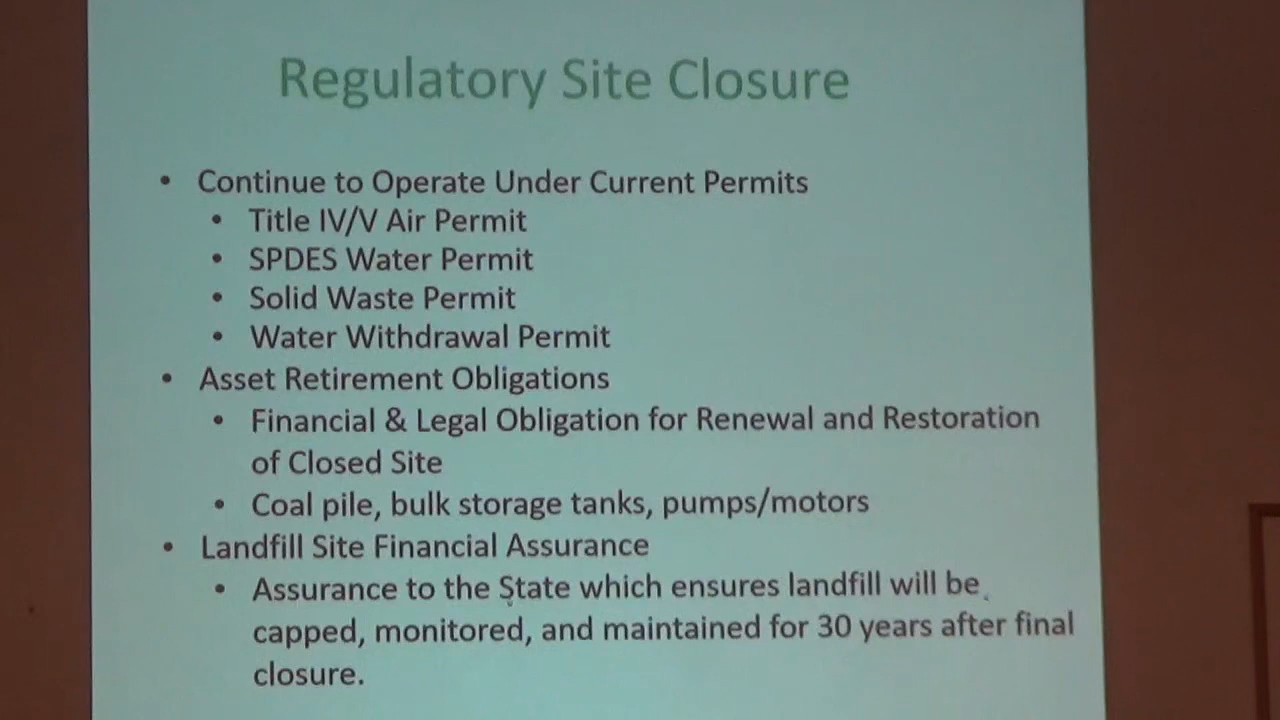 Regulatory Site Closure
• Continue to Operate Under Current Permits
• Title IV/V Air Permit
• SPDES Water Permit
• Solid Waste Permit
• Water Withdrawal Permit
• Asset Retirement Obligations
• Financial & Legal Obligation for Renewal and Restoration
of Closed Site
• Coal pile, bulk storage tanks, pumps/motors
• Landfill Site Financial Assurance
• Assurance to the State which ensures landfill will be
capped, monitored, and maintained for 30 years after final
closure.